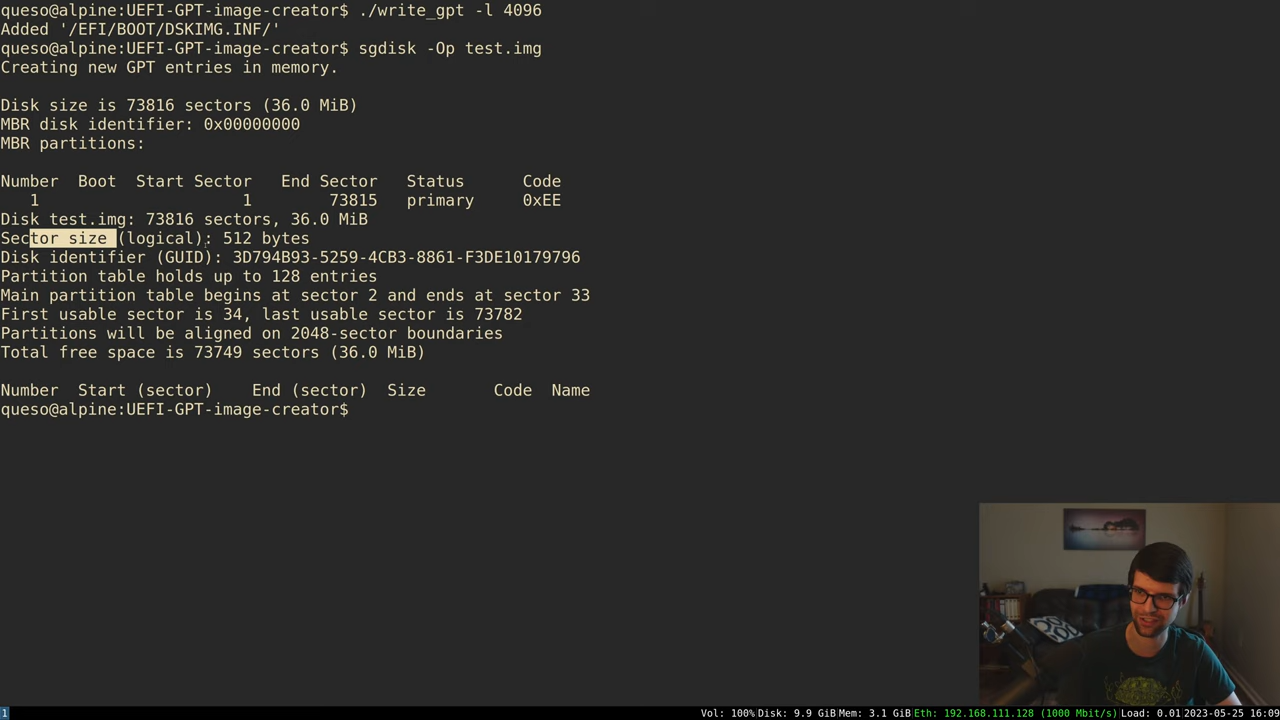 queso@alpine:UEFI-GPT-image-creator$ ./write_gpt -l 4096
Added '/EFI/BOOT/DSKIMG.INF/'
queso@alpine:UEFI-GPT-image-creator$ sgdisk -Op test.img
Creating new GPT entries in memory.
Disk size is 73816 sectors (36.0 MiB)
MBR disk identifier: 0x00000000
MBR partitions:
Number  Boot  Start Sector   End Sector   Status      Code
1                     1        73815   primary     0xEE
Disk test.img: 73816 sectors, 36.0 MiB
Sector size (logical): 512 bytes
Disk identifier (GUID): 3D794B93-5259-4CB3-8861-F3DE10179796
Partition table holds up to 128 entries
Main partition table begins at sector 2 and ends at sector 33
First usable sector is 34, last usable sector is 73782
Partitions will be aligned on 2048-sector boundaries
Total free space is 73749 sectors (36.0 MiB)
Number  Start (sector)    End (sector)  Size       Code  Name
queso@alpine:UEFI-GPT-image-creator$
1 Vol: 100% Disk: 9.9 GiB Mem: 3.1 GiB Eth: 192.168.111.128 (1000 Mbit/s) Load: 0.01 2023-05-25 16:09